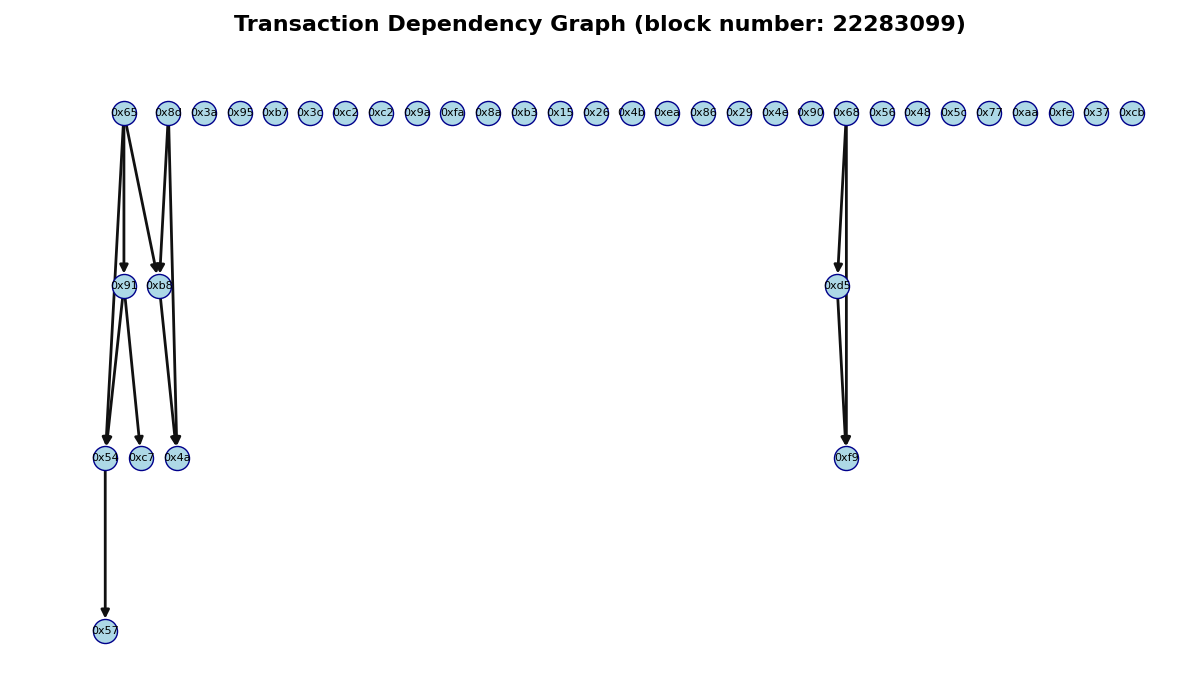 Transaction Dependency Graph (block number: 22283099)
0x65 0x8d 0x3a 0x95 0xb7 0x3c 0xc2 0xc2 0x9a 0xfa 0x8a 0xb3 0x15 0x26 0x4b 0xea 0x86 0x29 0x4e 0x90 0x68 0x56 0x48 0x5d 0x77 0xaa 0xfe 0x37 0xcb
0x91 0xb8 0xd5
0x54 0xc7 0x4a 0xf9
0x57